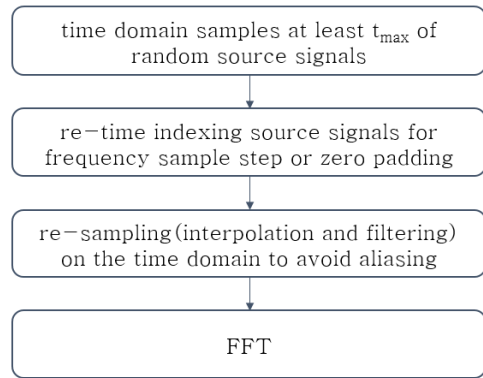 time domain samples at least t_max of
random source signals
re-time indexing source signals for
frequency sample step or zero padding
re-sampling(interpolation and filtering)
on the time domain to avoid aliasing
FFT